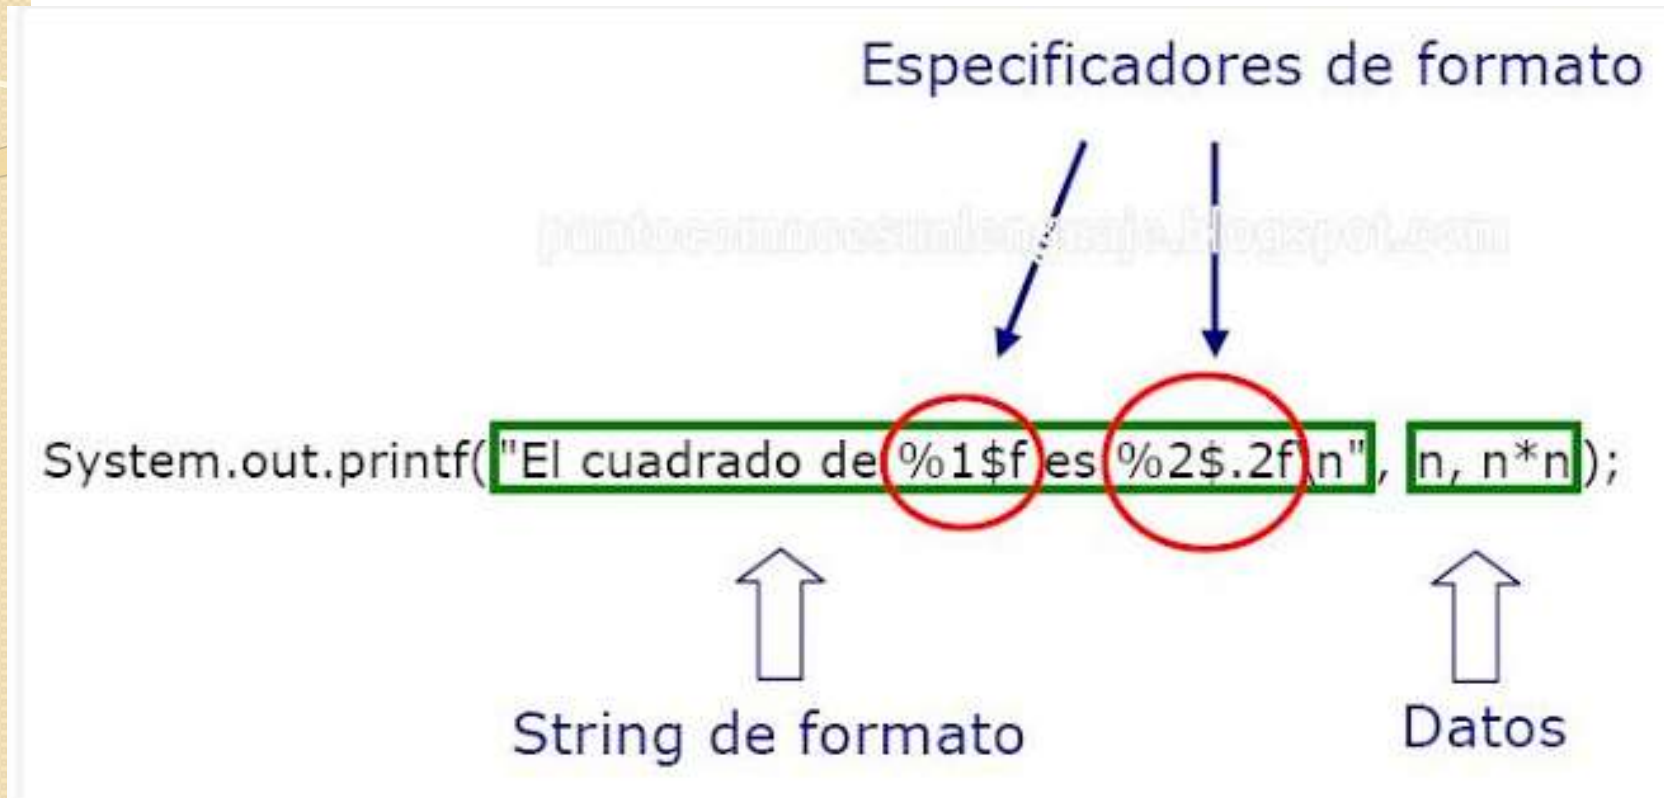 Especificadores de formato
System.out.printf("El cuadrado de %1$f es %2$.2f\n", n, n*n);
String de formato
Datos